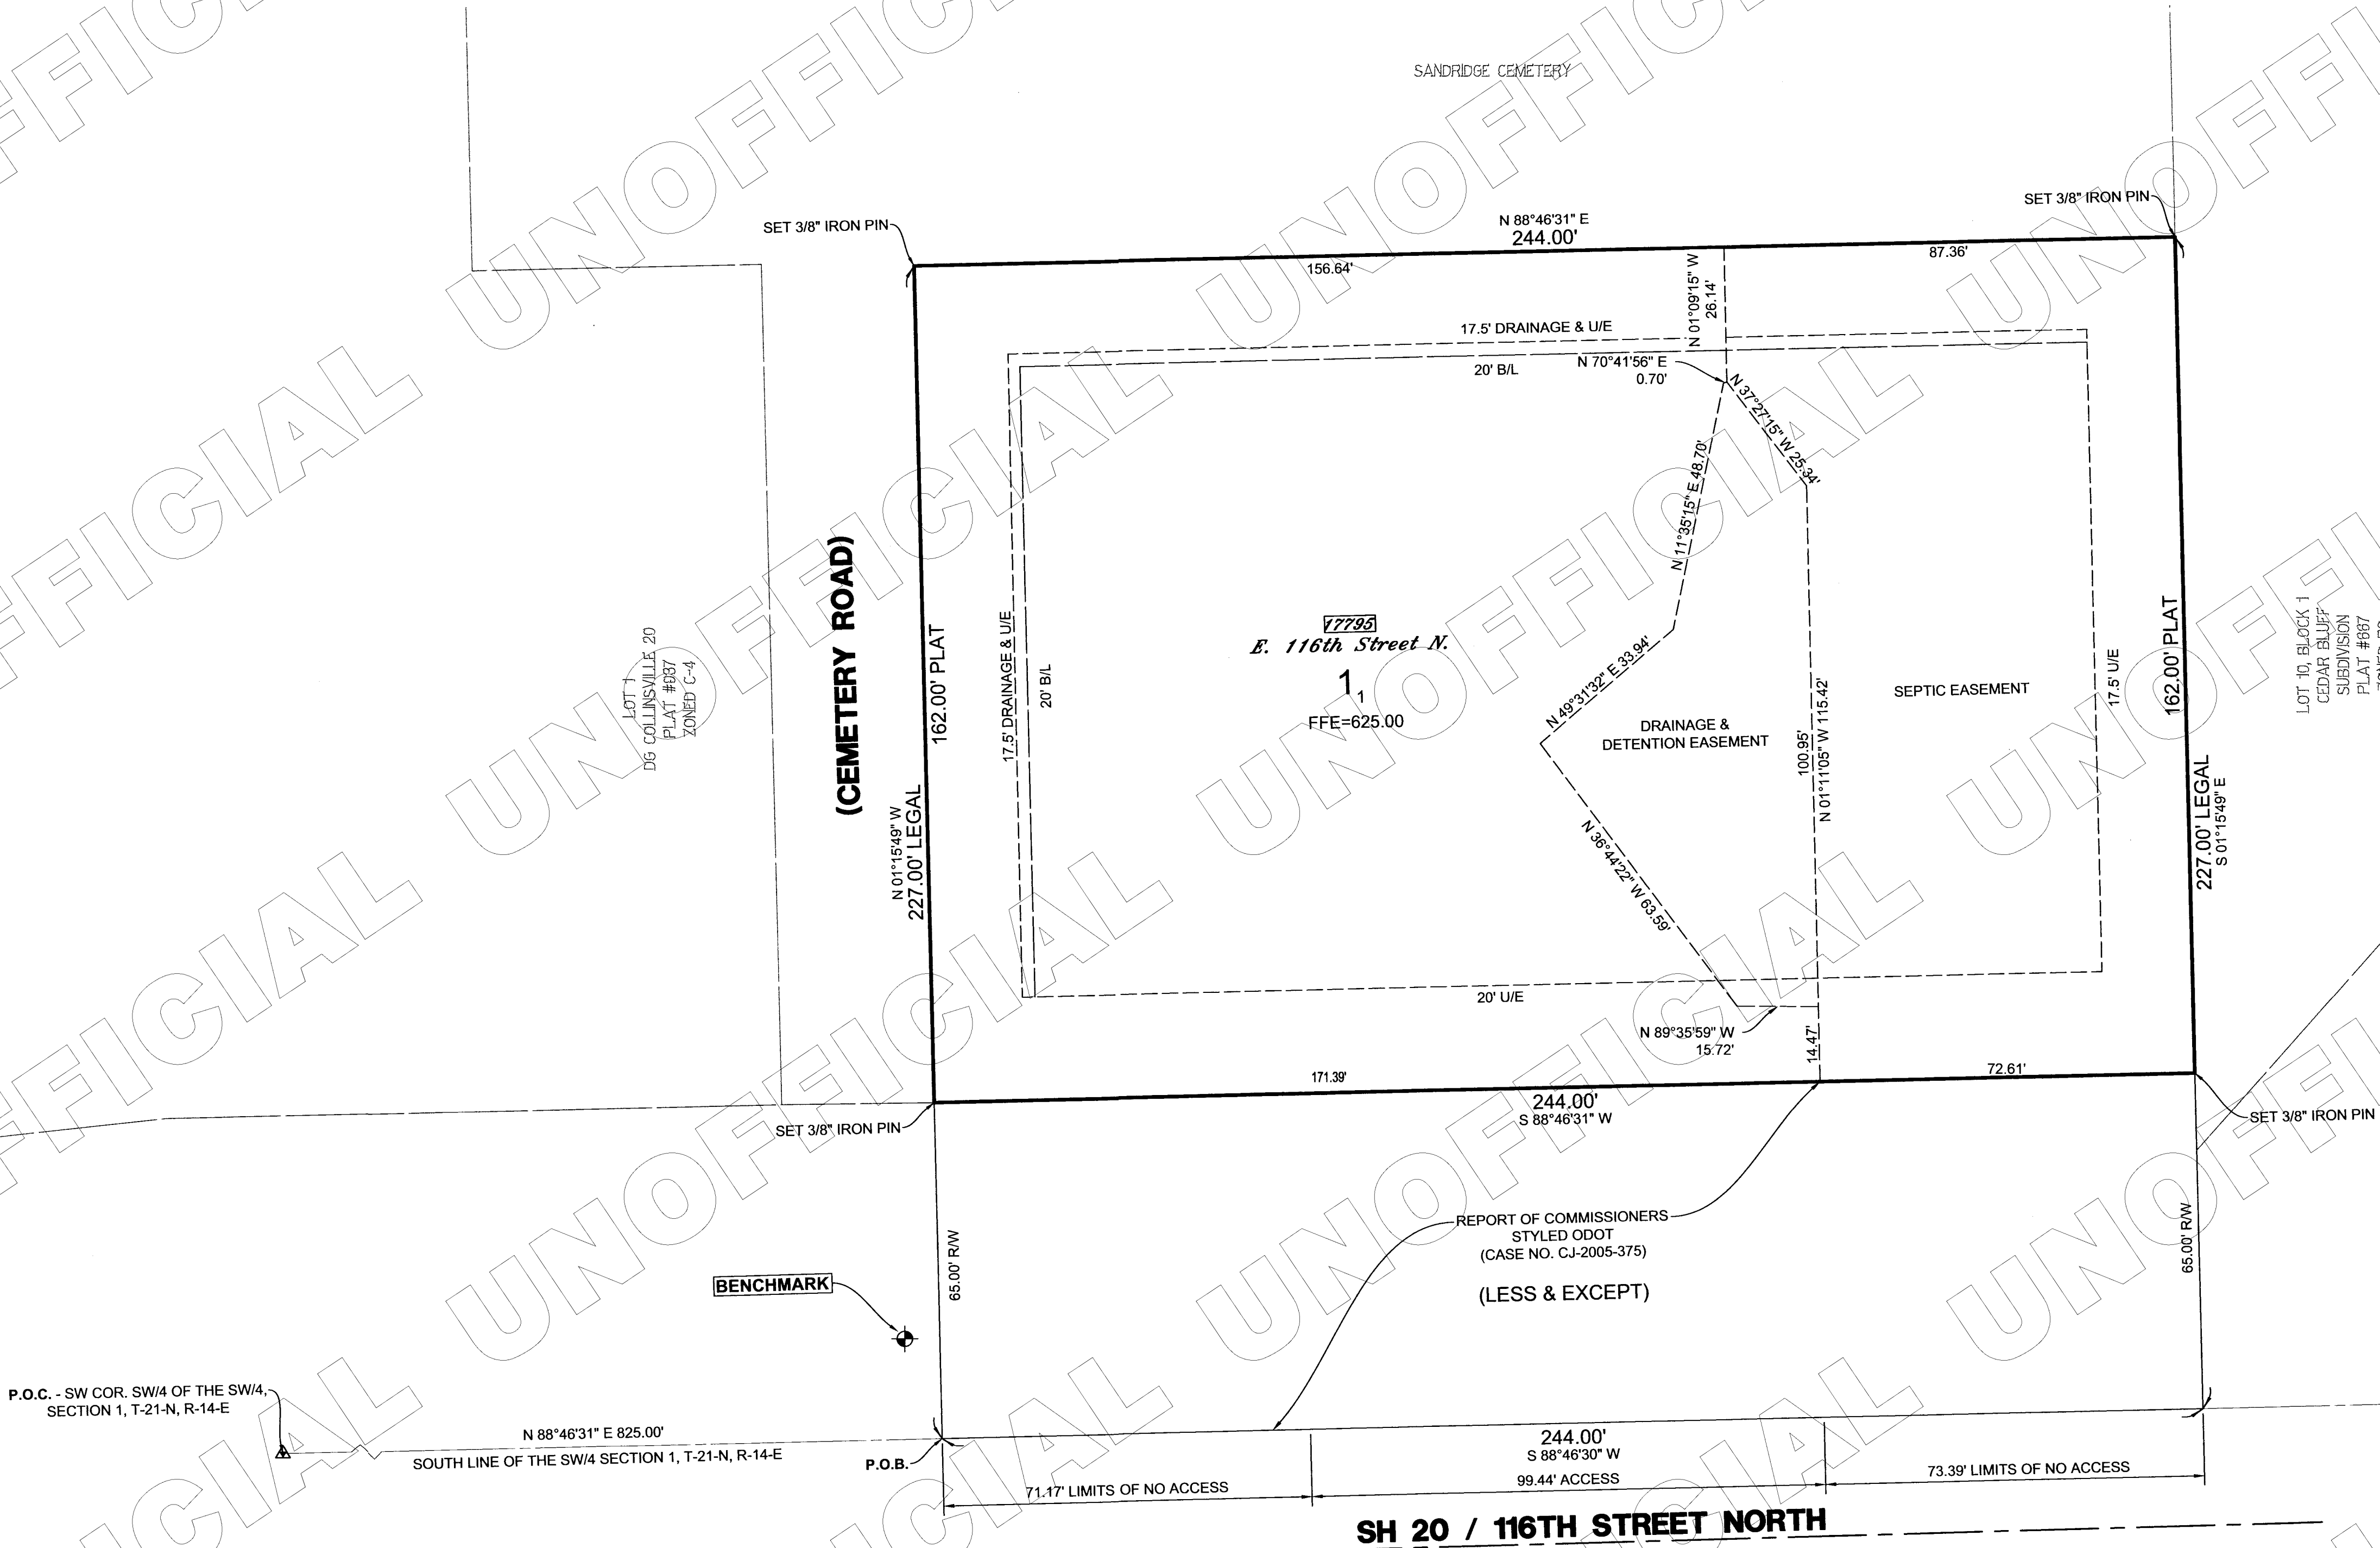 SANDRIDGE CEMETERY
SET 3/8" IRON PIN
N 88°46'31" E
244.00'
SET 3/8" IRON PIN
156.64'
87.36'
N 01°09'15" W
26.14'
17.5' DRAINAGE & U/E
20' B/L
N 70°41'56" E
0.70'
N 37°27'15" W 25.34'
N 11°35'15" E 48.70'
(CEMETERY ROAD)
LOT 1
DG COLLINSVILLE 20
ZONED C-4
N 01°15'49" W
227.00' LEGAL
162.00' PLAT
17.5' DRAINAGE & U/E
20' B/L
17795
E. 116th Street N.
1
1
FFE=625.00
N 49°31'32" E 33.94'
DRAINAGE &
DETENTION EASEMENT
N 36°44'22" W 63.59'
100.95'
N 01°11'05" W 115.42'
SEPTIC EASEMENT
17.5' U/E
162.00' PLAT
227.00' LEGAL
S 01°15'49" E
LOT 10, BLOCK 1
CEDAR BLUFF
SUBDIVISION
PLAT #667
20' U/E
N 89°35'59" W
15.72'
14.47'
171.39'
72.61'
244.00'
S 88°46'31" W
SET 3/8" IRON PIN
SET 3/8" IRON PIN
65.00' R/W
65.00' R/W
REPORT OF COMMISSIONERS
STYLED ODOT
(CASE NO. CJ-2005-375)
(LESS & EXCEPT)
BENCHMARK
P.O.C. - SW COR. SW/4 OF THE SW/4,
SECTION 1, T-21-N, R-14-E
N 88°46'31" E 825.00'
SOUTH LINE OF THE SW/4 SECTION 1, T-21-N, R-14-E
P.O.B.
244.00'
S 88°46'30" W
71.17' LIMITS OF NO ACCESS
99.44' ACCESS
73.39' LIMITS OF NO ACCESS
SH 20 / 116TH STREET NORTH
UNOFFICIAL
UNOFFICIAL
UNOFFICIAL
UNOFFICIAL
UNOFFICIAL
UNOFFICIAL